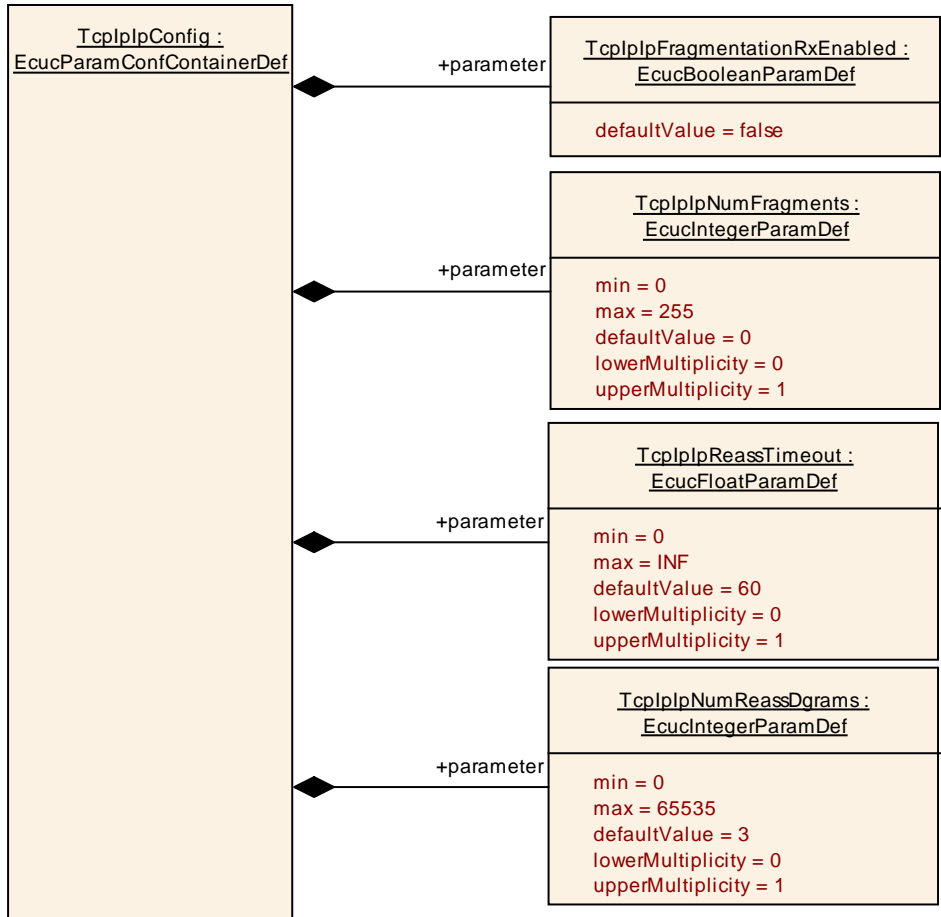 TcpIpIpConfig :
EcucParamConfContainerDef
+parameter
TcpIpIpFragmentationRxEnabled :
EcucBooleanParamDef
defaultValue = false
+parameter
TcpIpIpNumFragments :
EcucIntegerParamDef
min = 0
max = 255
defaultValue = 0
lowerMultiplicity = 0
upperMultiplicity = 1
+parameter
TcpIpIpReassTimeout :
EcucFloatParamDef
min = 0
max = INF
defaultValue = 60
lowerMultiplicity = 0
upperMultiplicity = 1
+parameter
TcpIpIpNumReassDgrams :
EcucIntegerParamDef
min = 0
max = 65535
defaultValue = 3
lowerMultiplicity = 0
upperMultiplicity = 1